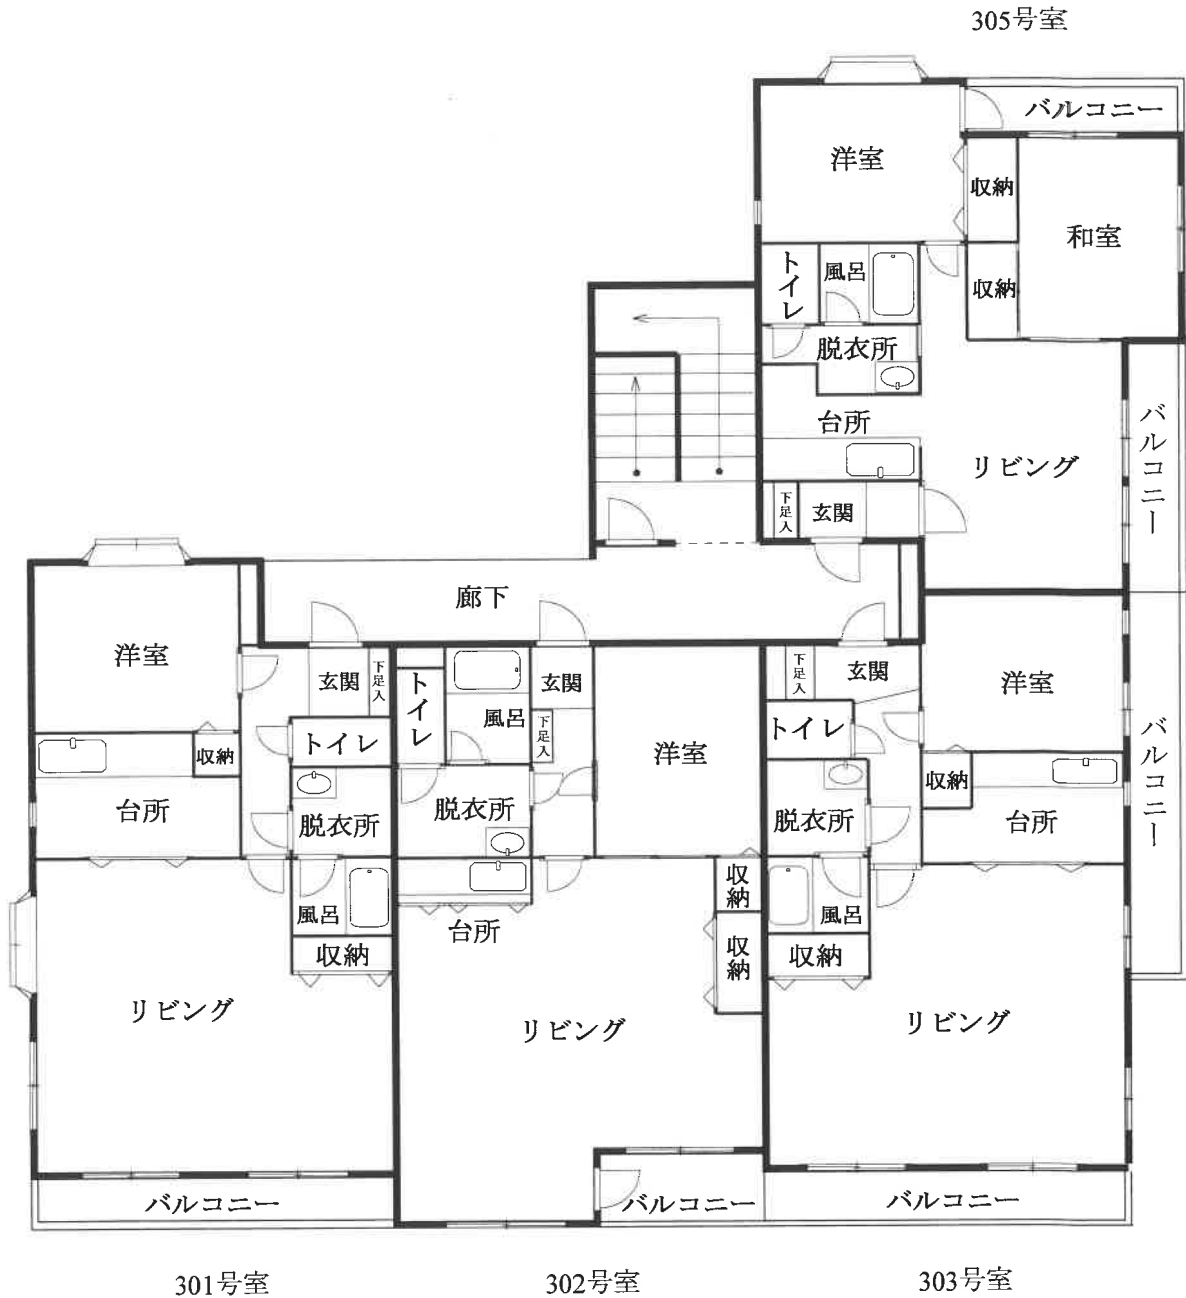 305号室
バルコニー
洋室
収納
和室
収納
トイレ
風呂
脱衣所
台所
リビング
バルコニー
下足入
玄関
廊下
洋室
玄関
下足入
トイレ
収納
台所
脱衣所
風呂
収納
リビング
バルコニー
トイレ
風呂
玄関
下足入
洋室
脱衣所
台所
収納
収納
リビング
バルコニー
下足入
玄関
洋室
トイレ
収納
台所
脱衣所
風呂
収納
リビング
バルコニー
バルコニー
301号室
302号室
303号室